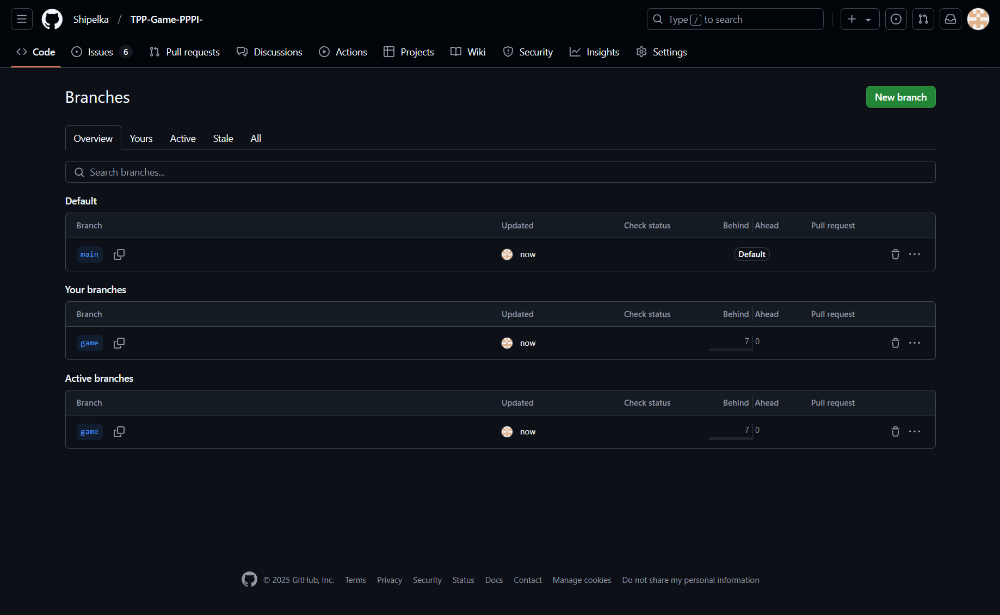 Shipelka / TPP-Game-PPPI-
Type / to search
Code Issues 6 Pull requests Discussions Actions Projects Wiki Security Insights Settings
Branches
New branch
Overview Yours Active Stale All
Search branches...
Default
Branch Updated Check status Behind Ahead Pull request
main now Default
Your branches
Branch Updated Check status Behind Ahead Pull request
game now 7 0
Active branches
Branch Updated Check status Behind Ahead Pull request
game now 7 0
© 2025 GitHub, Inc. Terms Privacy Security Status Docs Contact Manage cookies Do not share my personal information